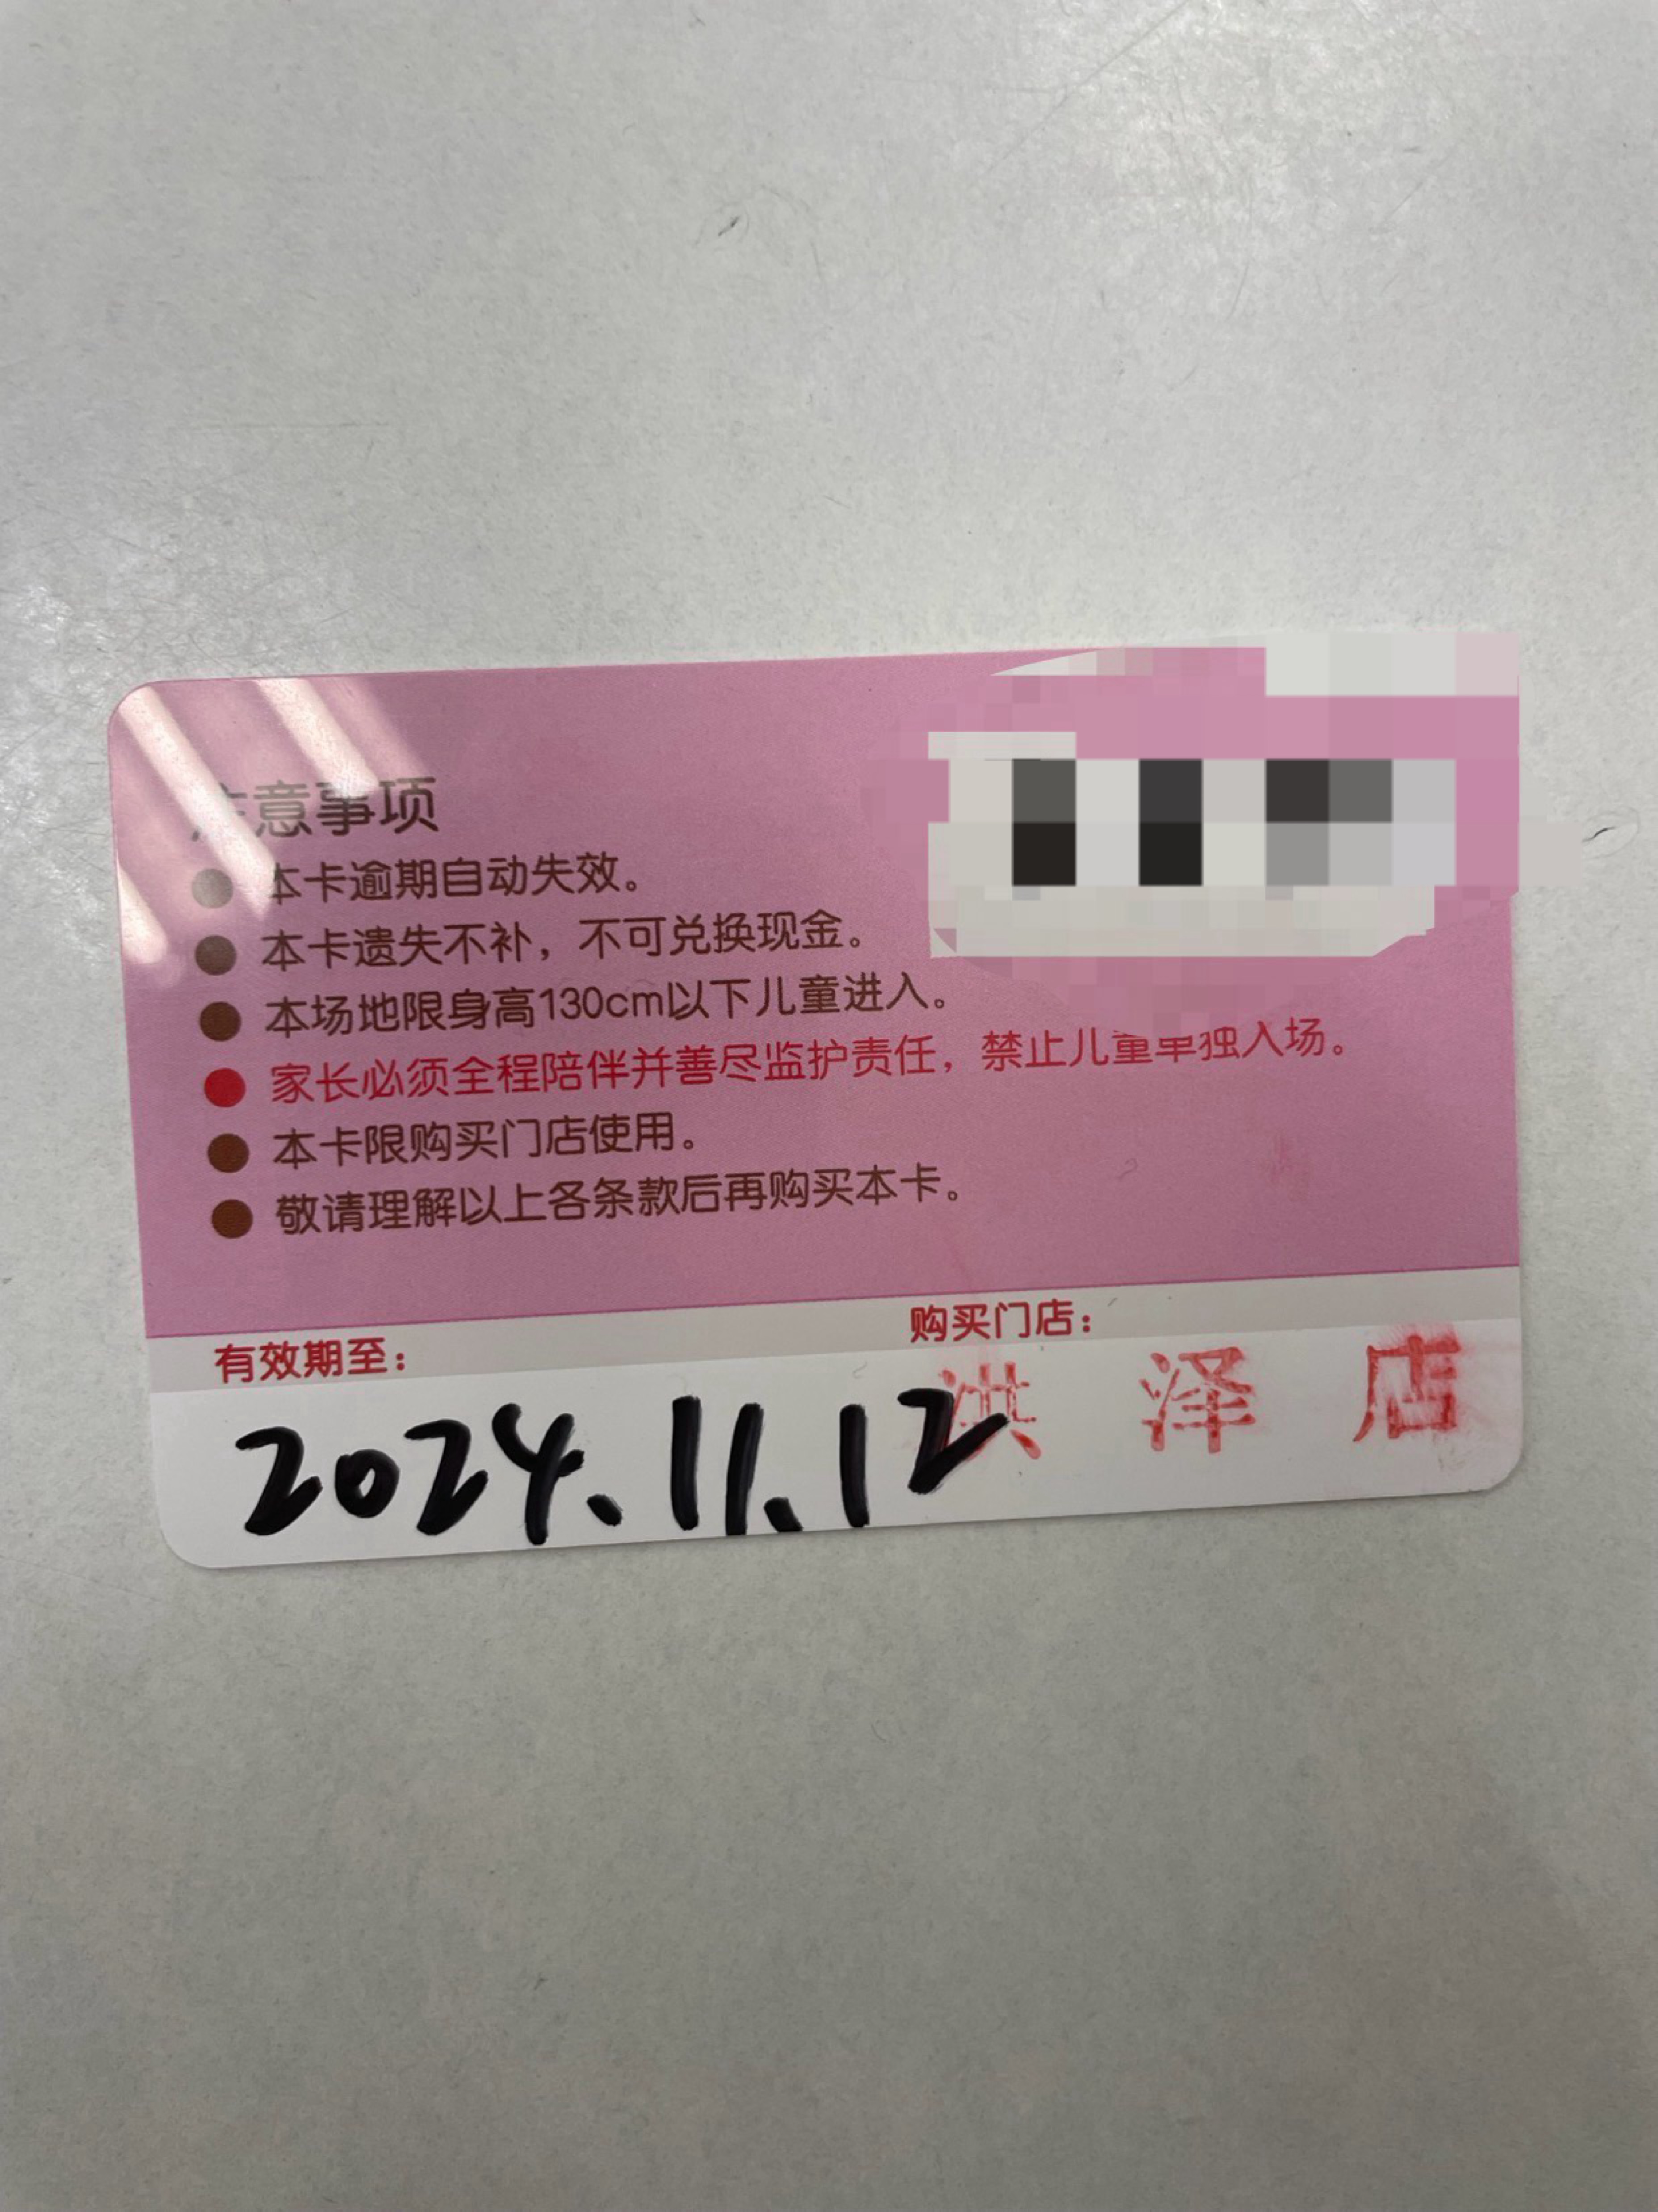 注意事项
本卡逾期自动失效。
本卡遗失不补，不可兑换现金。
本场地限身高130cm以下儿童进入。
家长必须全程陪伴并善尽监护责任，禁止儿童单独入场。
本卡限购买门店使用。
敬请理解以上各条款后再购买本卡。
有效期至：
购买门店：
2024.11.12
洪泽店